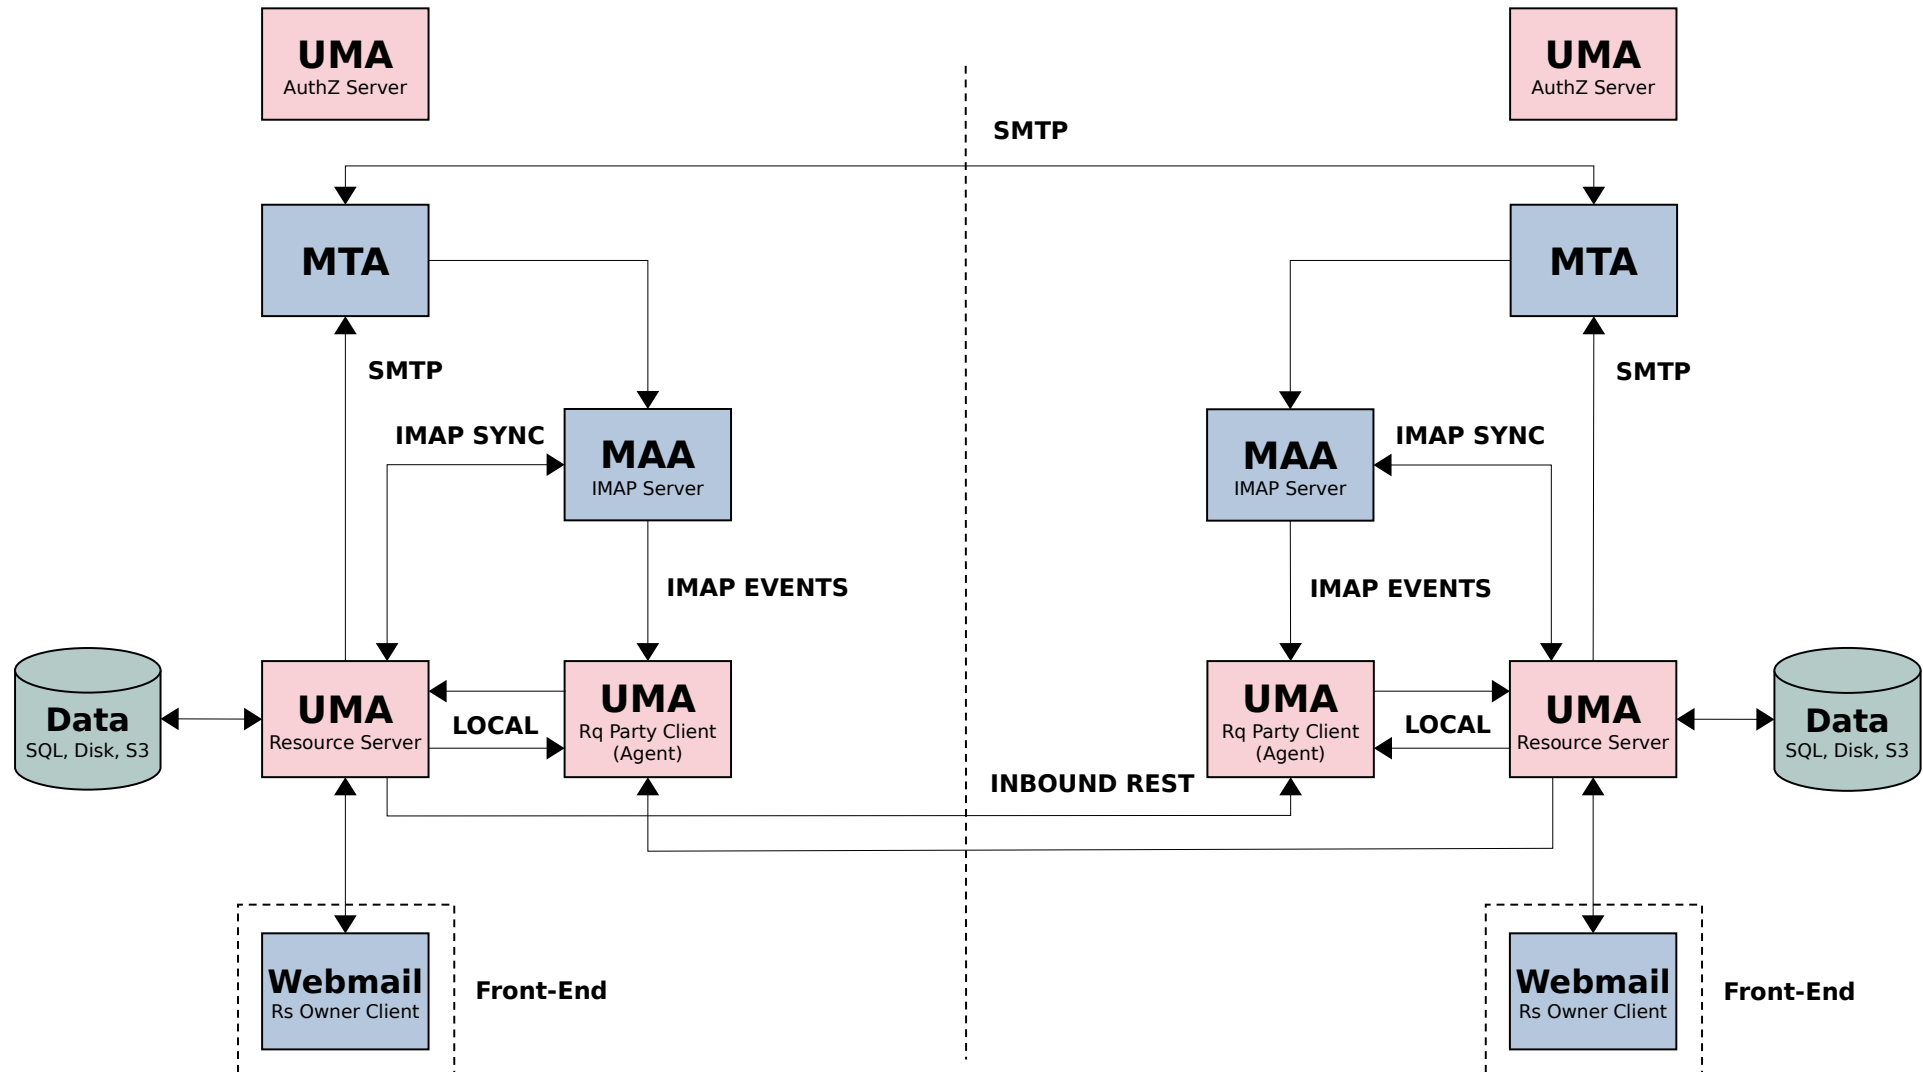 UMA
AuthZ Server
UMA
AuthZ Server
SMTP
MTA
MTA
SMTP
SMTP
IMAP SYNC
MAA
IMAP Server
MAA
IMAP Server
IMAP SYNC
IMAP EVENTS
IMAP EVENTS
Data
SQL, Disk, S3
UMA
Resource Server
LOCAL
UMA
Rq Party Client
(Agent)
UMA
Rq Party Client
(Agent)
LOCAL
UMA
Resource Server
Data
SQL, Disk, S3
INBOUND REST
Webmail
Rs Owner Client
Front-End
Webmail
Rs Owner Client
Front-End